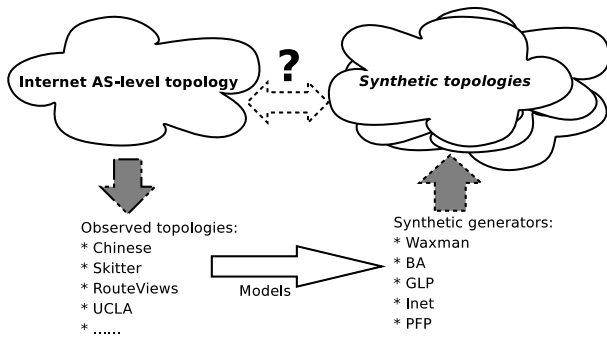 Internet AS-level topology
?
Synthetic topologies
Observed topologies:
* Chinese
* Skitter
* RouteViews
* UCLA
* ......
Models
Synthetic generators:
* Waxman
* BA
* GLP
* Inet
* PFP